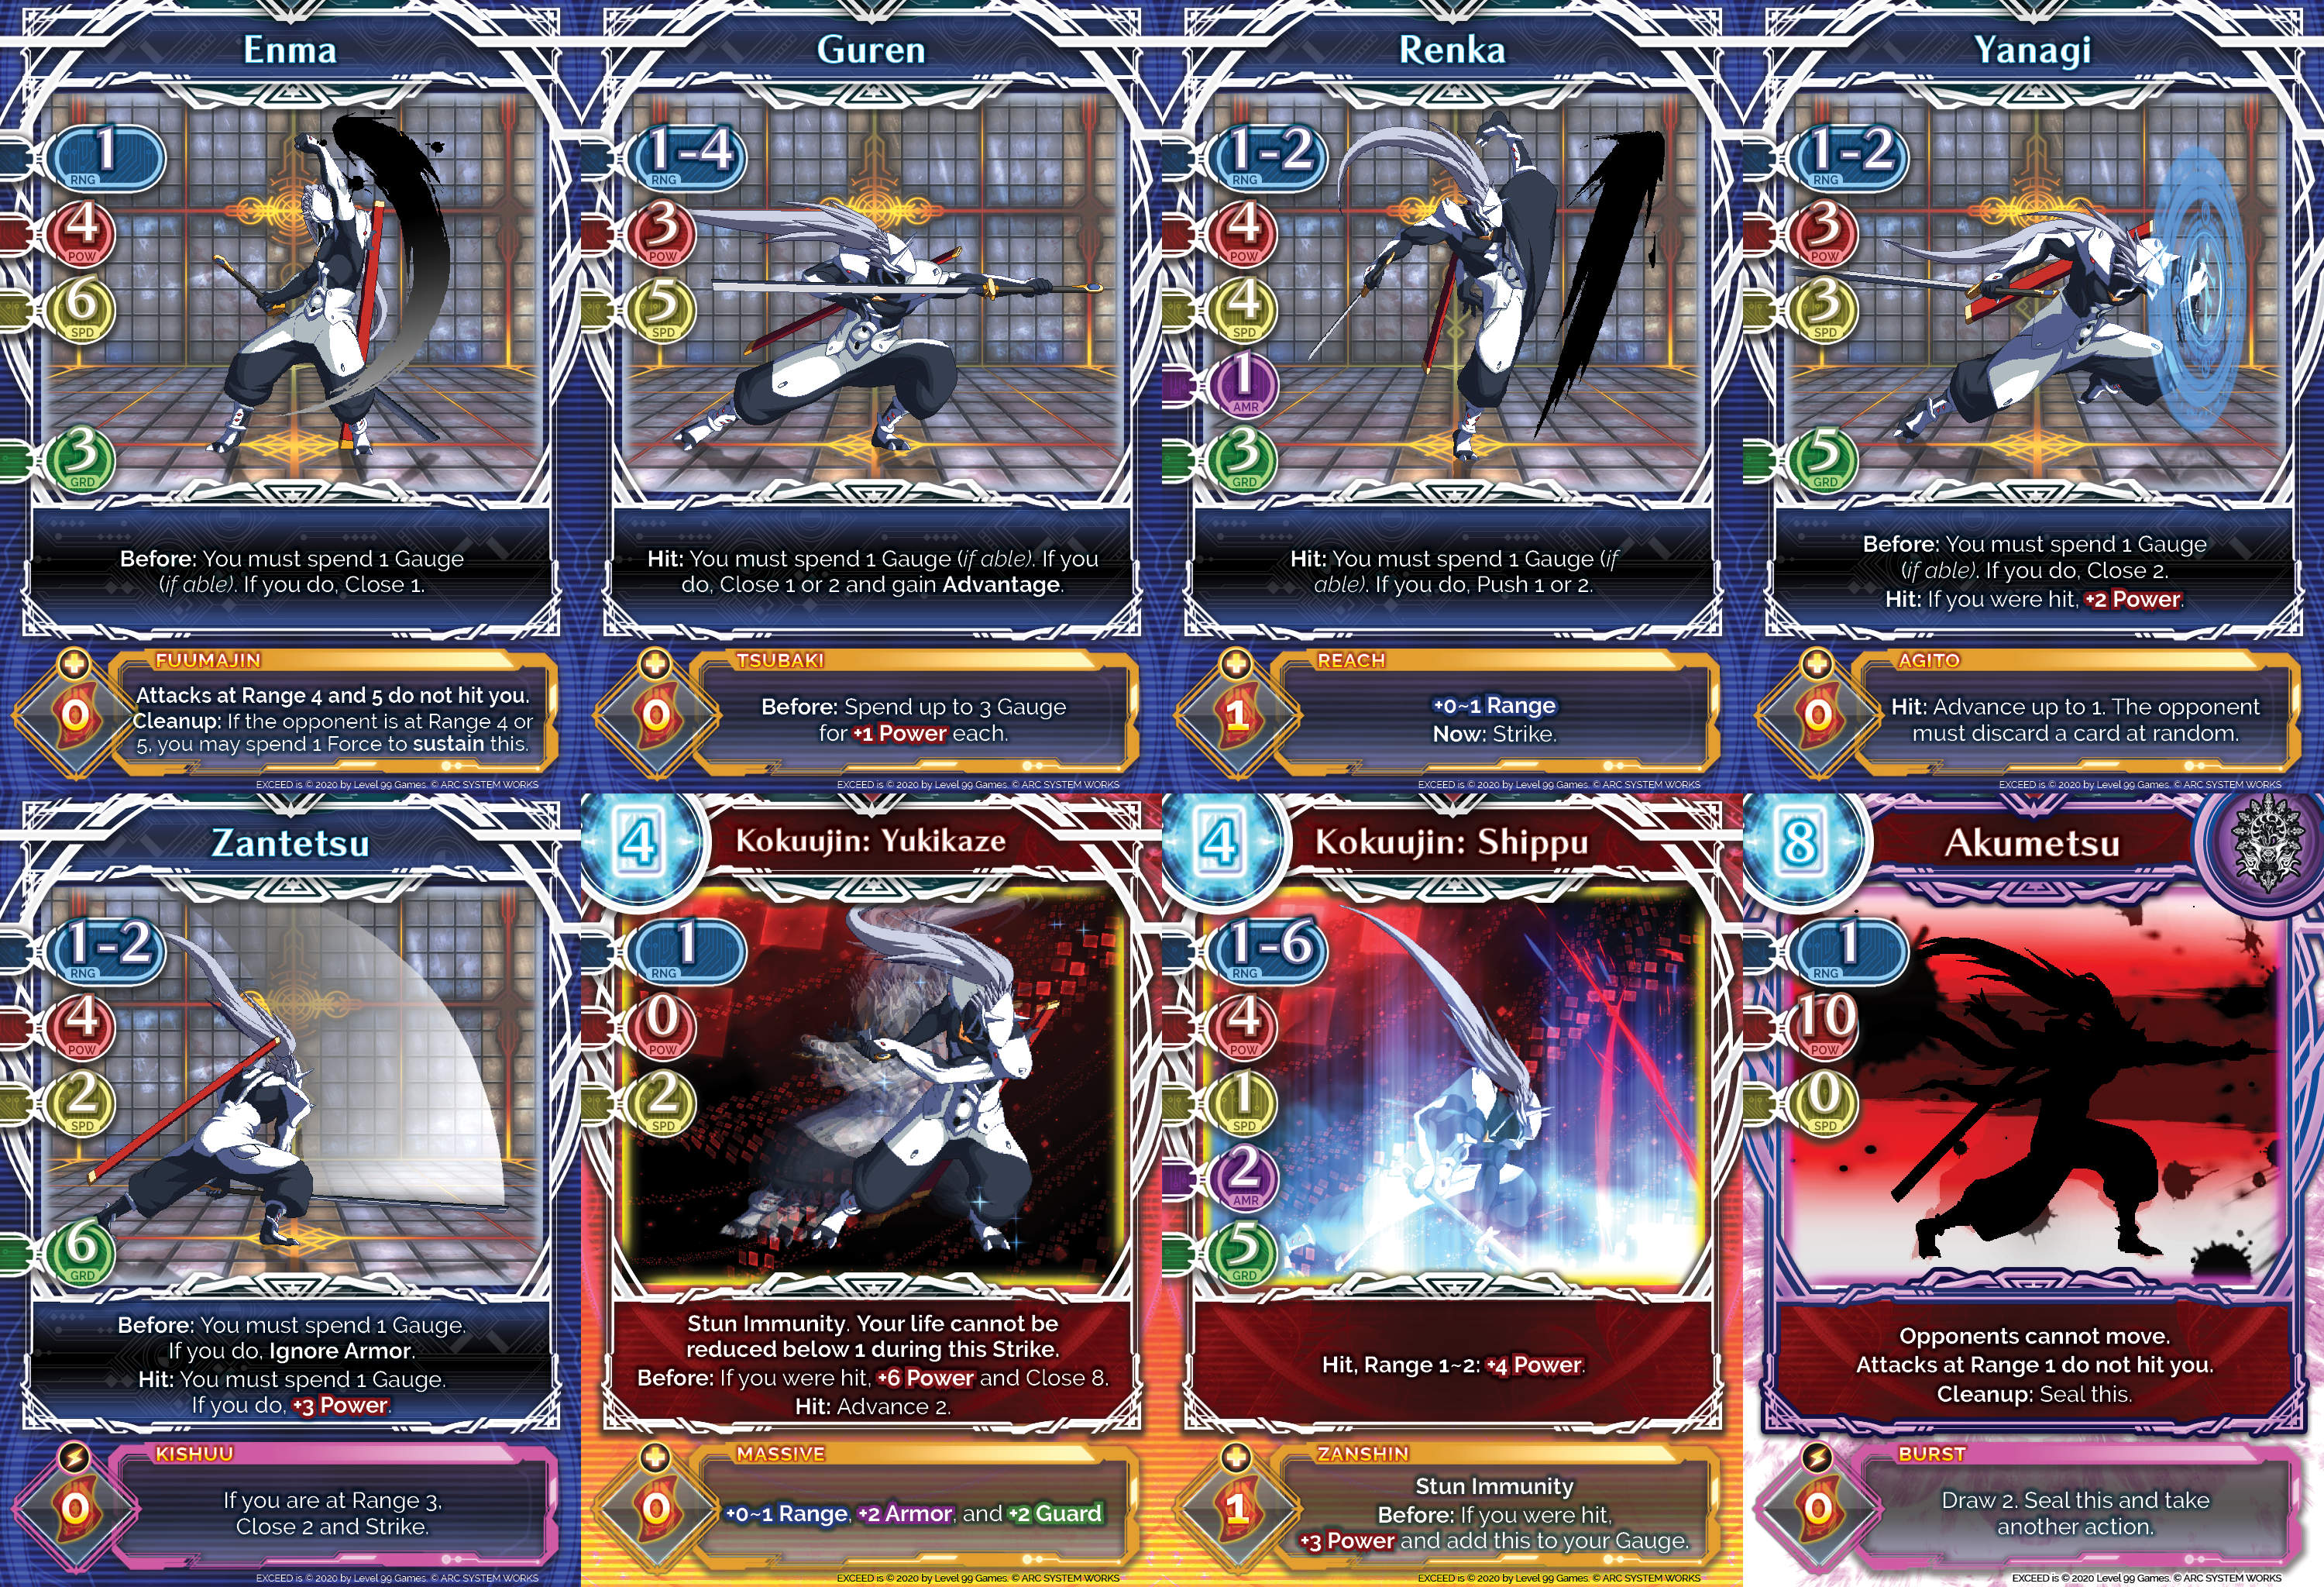 Enma
1
RNG
4
POW
6
SPD
3
GRD
Before: You must spend 1 Gauge
(if able). If you do, Close 1.
FUUMAJIN
0
Attacks at Range 4 and 5 do not hit you.
Cleanup: If the opponent is at Range 4 or
5, you may spend 1 Force to sustain this.
EXCEED is © 2020 by Level 99 Games. © ARC SYSTEM WORKS
Guren
1-4
RNG
3
POW
5
SPD
Hit: You must spend 1 Gauge (if able). If you
do, Close 1 or 2 and gain Advantage.
TSUBAKI
0
Before: Spend up to 3 Gauge
for +1 Power each.
EXCEED is © 2020 by Level 99 Games. © ARC SYSTEM WORKS
Renka
1-2
RNG
4
POW
4
SPD
1
AMR
3
GRD
Hit: You must spend 1 Gauge (if
able). If you do, Push 1 or 2.
REACH
1
+0~1 Range
Now: Strike.
EXCEED is © 2020 by Level 99 Games. © ARC SYSTEM WORKS
Yanagi
1-2
RNG
3
POW
3
SPD
5
GRD
Before: You must spend 1 Gauge
(if able). If you do, Close 2.
Hit: If you were hit, +2 Power.
AGITO
0
Hit: Advance up to 1. The opponent
must discard a card at random.
EXCEED is © 2020 by Level 99 Games. © ARC SYSTEM WORKS
Zantetsu
1-2
RNG
4
POW
2
SPD
6
GRD
Before: You must spend 1 Gauge.
If you do, Ignore Armor.
Hit: You must spend 1 Gauge.
If you do, +3 Power.
KISHUU
0
If you are at Range 3,
Close 2 and Strike.
EXCEED is © 2020 by Level 99 Games. © ARC SYSTEM WORKS
4
Kokuujin: Yukikaze
1
RNG
0
POW
2
SPD
Stun Immunity. Your life cannot be
reduced below 1 during this Strike.
Before: If you were hit, +6 Power and Close 8.
Hit: Advance 2.
MASSIVE
0
+0~1 Range, +2 Armor, and +2 Guard
EXCEED is © 2020 by Level 99 Games. © ARC SYSTEM WORKS
4
Kokuujin: Shippu
1-6
RNG
4
POW
1
SPD
2
AMR
5
GRD
Hit, Range 1~2: +4 Power.
ZANSHIN
1
Stun Immunity
Before: If you were hit,
+3 Power and add this to your Gauge.
EXCEED is © 2020 by Level 99 Games. © ARC SYSTEM WORKS
8
Akumetsu
1
RNG
10
POW
0
SPD
Opponents cannot move.
Attacks at Range 1 do not hit you.
Cleanup: Seal this.
BURST
0
Draw 2. Seal this and take
another action.
EXCEED is © 2020 by Level 99 Games. © ARC SYSTEM WORKS